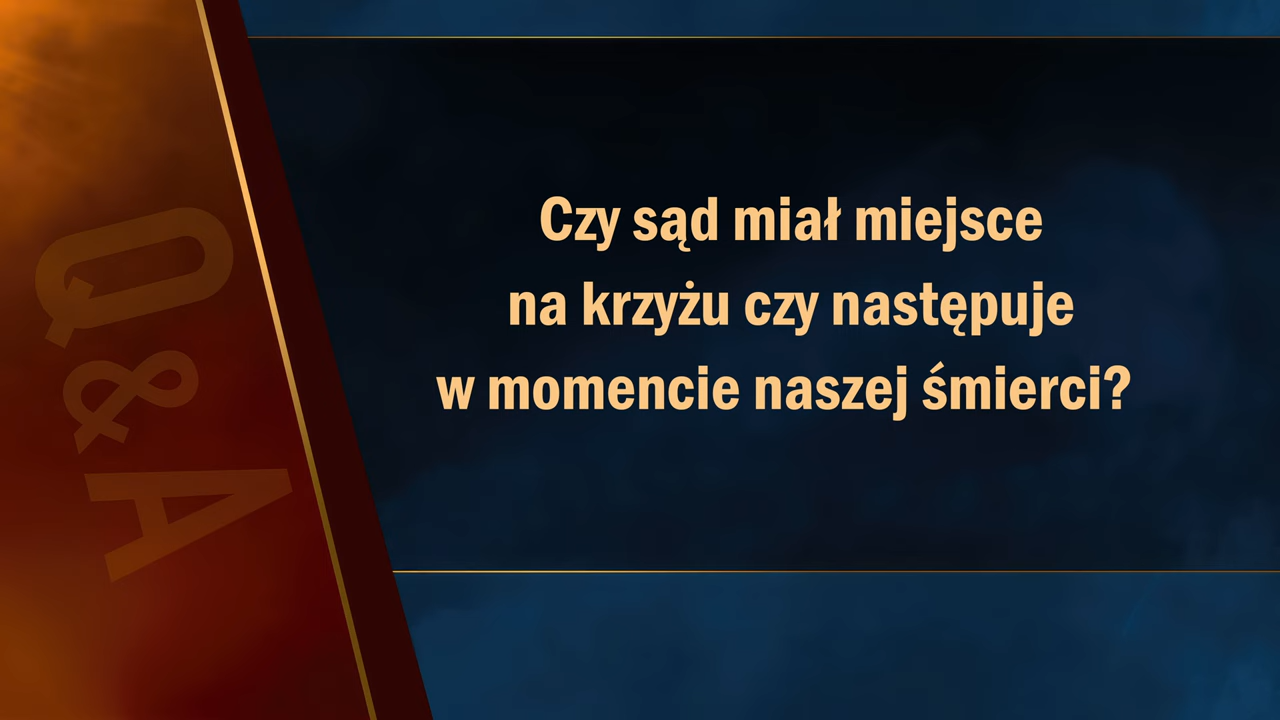 Q & A
Czy sąd miał miejsce
na krzyżu czy następuje
w momencie naszej śmierci?